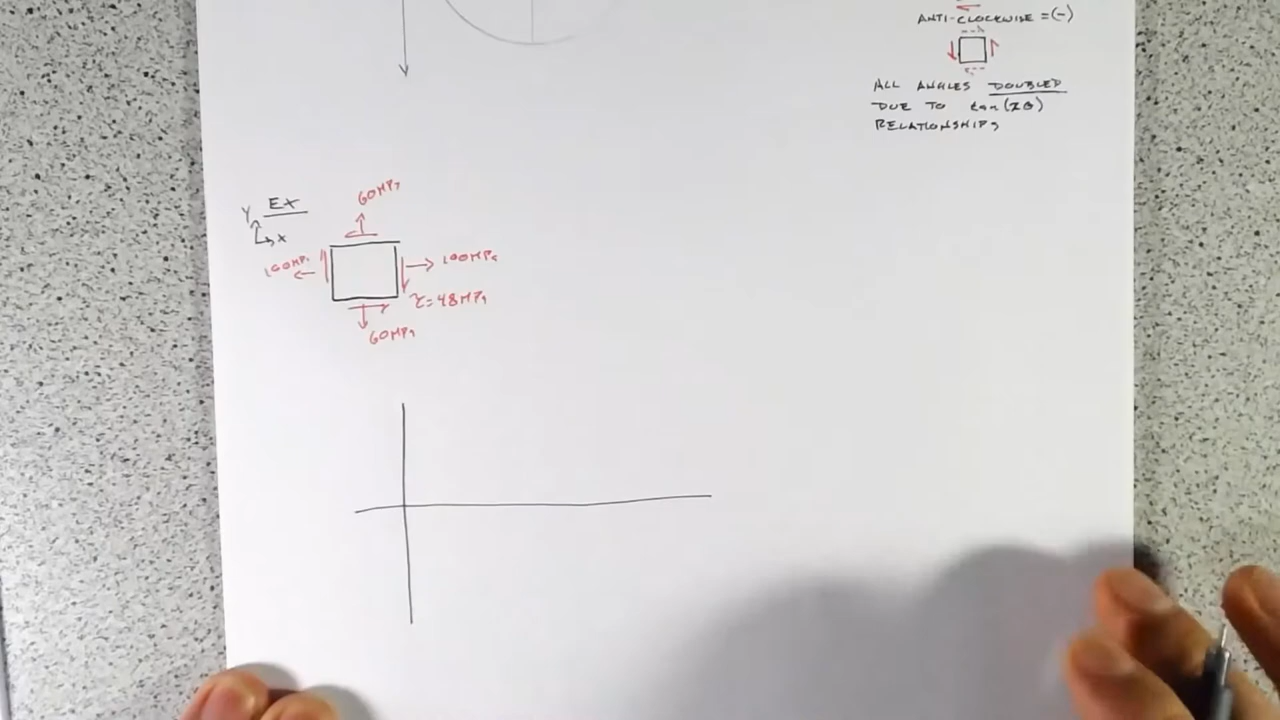 ANTI-CLOCKWISE = (-)
ALL ANGLES DOUBLED
DUE TO tan(2θ)
RELATIONSHIPS
60MPa
Y EX
X
100MPa
100MPa
τ=48MPa
60MPa